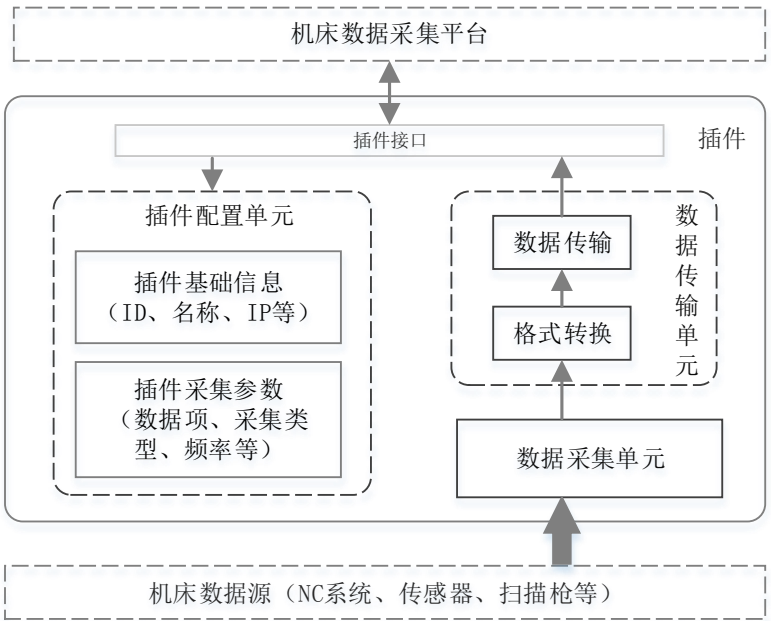 机床数据采集平台
插件接口
插件
插件配置单元
插件基础信息
（ID、名称、IP等）
插件采集参数
（数据项、采集类
型、频率等）
数据传输
格式转换
数据传输单元
数据采集单元
机床数据源（NC系统、传感器、扫描枪等）